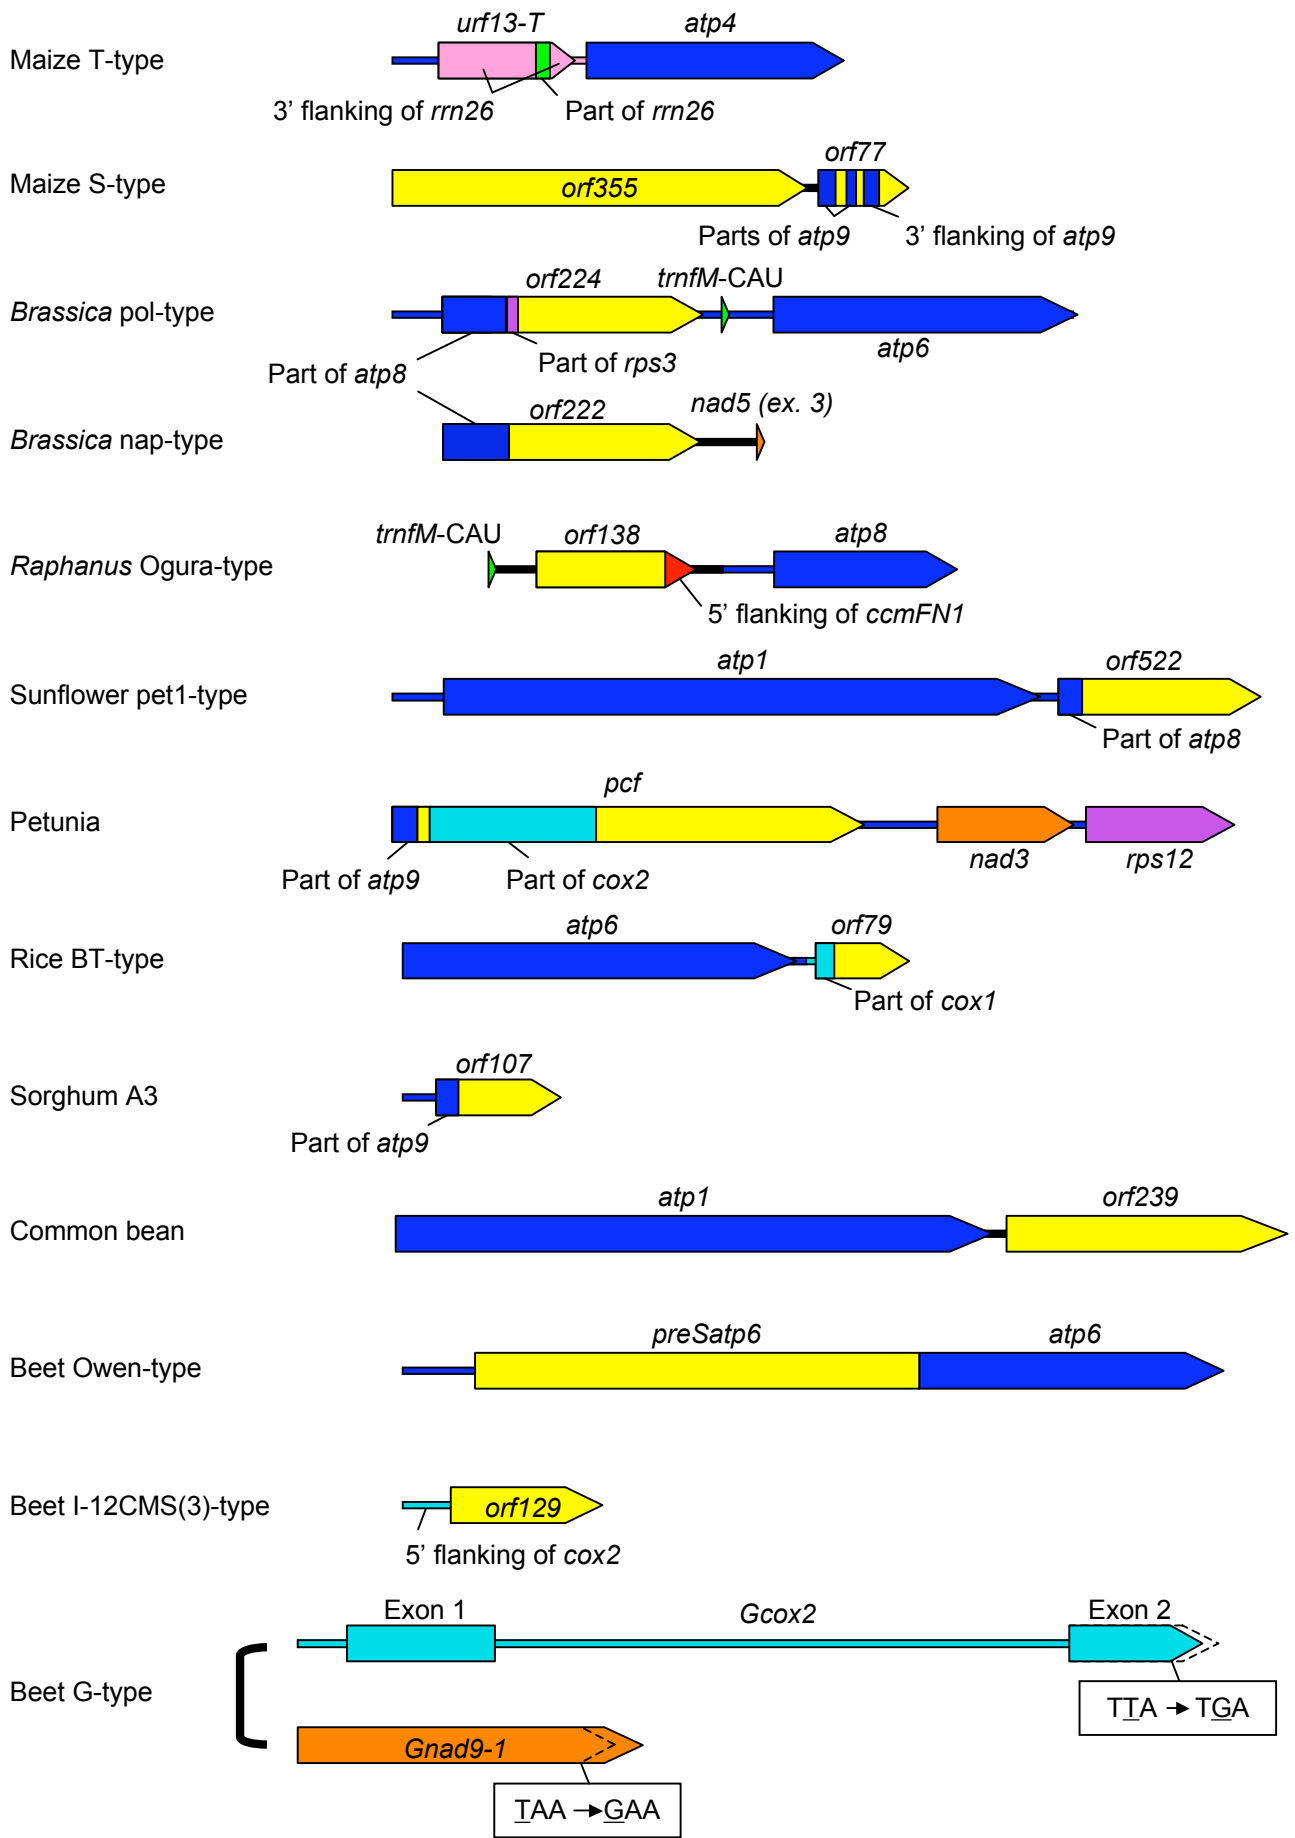 urf13-T atp4
Maize T-type
3’ flanking of rrn26 Part of rrn26
orf77
Maize S-type orf355
Parts of atp9 3’ flanking of atp9
orf224 trnfM-CAU
Brassica pol-type
atp6
Part of atp8 Part of rps3
orf222 nad5 (ex. 3)
Brassica nap-type
trnfM-CAU orf138 atp8
Raphanus Ogura-type
5’ flanking of ccmFN1
atp1 orf522
Sunflower pet1-type
Part of atp8
pcf
Petunia
nad3 rps12
Part of atp9 Part of cox2
atp6 orf79
Rice BT-type
Part of cox1
orf107
Sorghum A3
Part of atp9
atp1 orf239
Common bean
preSatp6 atp6
Beet Owen-type
Beet I-12CMS(3)-type orf129
5’ flanking of cox2
Exon 1 Gcox2 Exon 2
Beet G-type
TTA → TGA
Gnad9-1
TAA → GAA